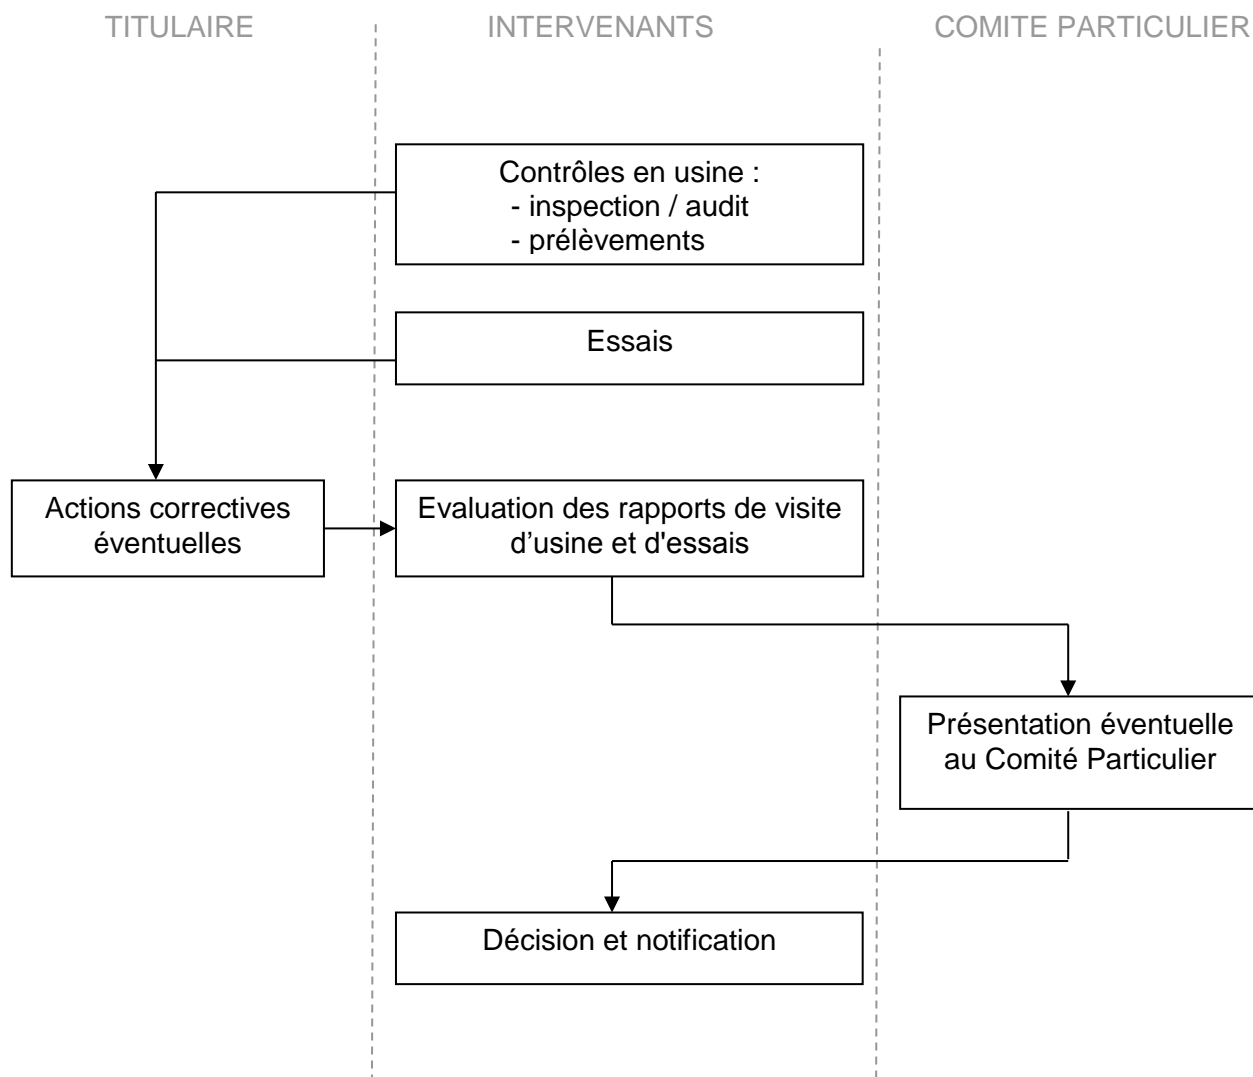 TITULAIRE
INTERVENANTS
COMITE PARTICULIER
Contrôles en usine :
- inspection / audit
- prélèvements
Essais
Actions correctives
éventuelles
Evaluation des rapports de visite
d’usine et d'essais
Présentation éventuelle
au Comité Particulier
Décision et notification